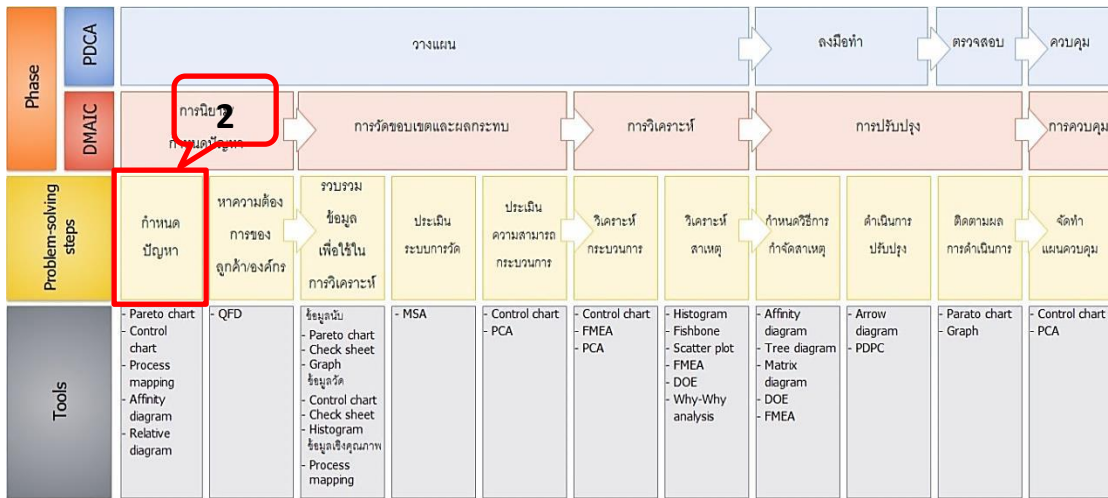 Phase
PDCA
วางแผน
ลงมือทำ
ตรวจสอบ
ควบคุม
DMAIC
การนิยาม
กำหนดปัญหา
2
การวัดขอบเขตและผลกระทบ
การวิเคราะห์
การปรับปรุง
การควบคุม
Problem-solving
steps
กำหนด
ปัญหา
หาความต้อง
การของ
ลูกค้า/องค์กร
รวบรวม
ข้อมูล
เพื่อใช้ใน
การวิเคราะห์
ประเมิน
ระบบการวัด
ประเมิน
ความสามารถ
กระบวนการ
วิเคราะห์
กระบวนการ
วิเคราะห์
สาเหตุ
กำหนดวิธีการ
กำจัดสาเหตุ
ดำเนินการ
ปรับปรุง
ติดตามผล
การดำเนินการ
จัดทำ
แผนควบคุม
Tools
- Pareto chart
- Control
chart
- Process
mapping
- Affinity
diagram
- Relative
diagram
- QFD
ข้อมูลนับ
- Pareto chart
- Check sheet
- Graph
ข้อมูลวัด
- Control chart
- Check sheet
- Histogram
ข้อมูลเชิงคุณภาพ
- Process
mapping
- MSA
- Control chart
- PCA
- Control chart
- FMEA
- PCA
- Histogram
- Fishbone
- Scatter plot
- FMEA
- DOE
- Why-Why
analysis
- Affinity
diagram
- Tree diagram
- Matrix
diagram
- DOE
- FMEA
- Arrow
diagram
- PDPC
- Parato chart
- Graph
- Control chart
- PCA